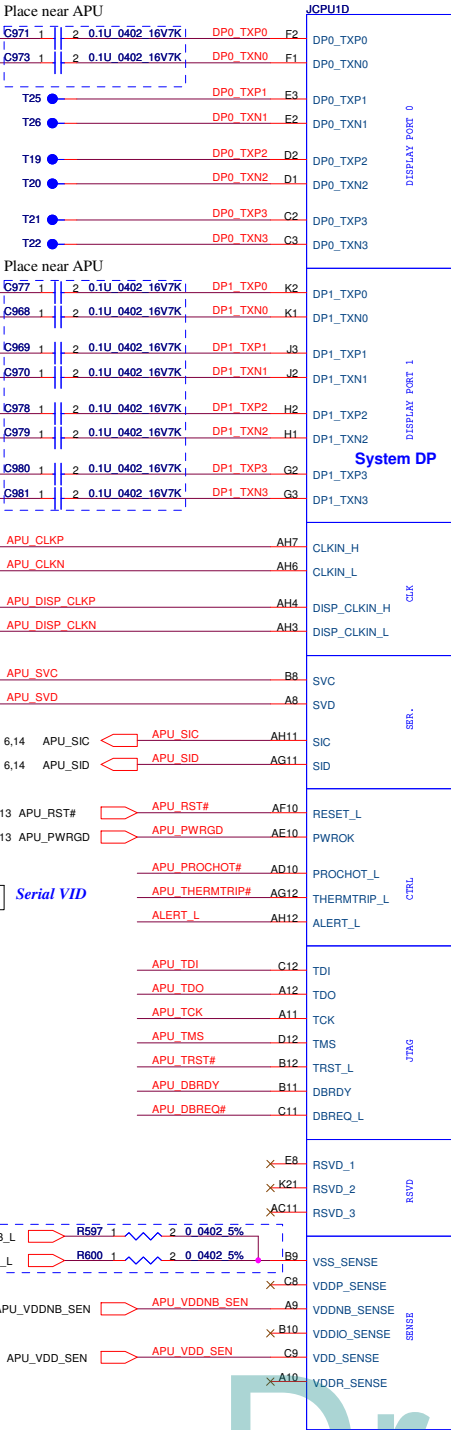 Place near APU JCPU1D
C971 1 2 0.1U_0402_16V7K DP0_TXP0 F2 DP0_TXP0
C973 1 2 0.1U_0402_16V7K DP0_TXN0 F1 DP0_TXN0
T25 DP0_TXP1 E3 DP0_TXP1
T26 DP0_TXN1 E2 DP0_TXN1
T19 DP0_TXP2 D2 DP0_TXP2
T20 DP0_TXN2 D1 DP0_TXN2
T21 DP0_TXP3 C2 DP0_TXP3
T22 DP0_TXN3 C3 DP0_TXN3
DISPLAY PORT 0
Place near APU
C977 1 2 0.1U_0402_16V7K DP1_TXP0 K2 DP1_TXP0
C968 1 2 0.1U_0402_16V7K DP1_TXN0 K1 DP1_TXN0
C969 1 2 0.1U_0402_16V7K DP1_TXP1 J3 DP1_TXP1
C970 1 2 0.1U_0402_16V7K DP1_TXN1 J2 DP1_TXN1
C978 1 2 0.1U_0402_16V7K DP1_TXP2 H2 DP1_TXP2
C979 1 2 0.1U_0402_16V7K DP1_TXN2 H1 DP1_TXN2
C980 1 2 0.1U_0402_16V7K DP1_TXP3 G2 DP1_TXP3
C981 1 2 0.1U_0402_16V7K DP1_TXN3 G3 DP1_TXN3
DISPLAY PORT 1
System DP
APU_CLKP AH7 CLKIN_H
APU_CLKN AH6 CLKIN_L
APU_DISP_CLKP AH4 DISP_CLKIN_H
APU_DISP_CLKN AH3 DISP_CLKIN_L
CLK
APU_SVC B8 SVC
APU_SVD A8 SVD
6,14 APU_SIC APU_SIC AH11 SIC
6,14 APU_SID APU_SID AG11 SID
SER.
13 APU_RST# APU_RST# AF10 RESET_L
13 APU_PWRGD APU_PWRGD AE10 PWROK
APU_PROCHOT# AD10 PROCHOT_L
APU_THERMTRIP# AG12 THERMTRIP_L
ALERT_L AH12 ALERT_L
CTRL
Serial VID
APU_TDI C12 TDI
APU_TDO A12 TDO
APU_TCK A11 TCK
APU_TMS D12 TMS
APU_TRST# B12 TRST_L
APU_DBRDY B11 DBRDY
APU_DBREQ# C11 DBREQ_L
JTAG
E8 RSVD_1
K21 RSVD_2
AC11 RSVD_3
RSVD
_L R597 1 2 0_0402_5%
_L R600 1 2 0_0402_5% B9 VSS_SENSE
C8 VDDP_SENSE
APU_VDDNB_SEN APU_VDDNB_SEN A9 VDDNB_SENSE
B10 VDDIO_SENSE
APU_VDD_SEN APU_VDD_SEN C9 VDD_SENSE
A10 VDDR_SENSE
SENSE
Dr